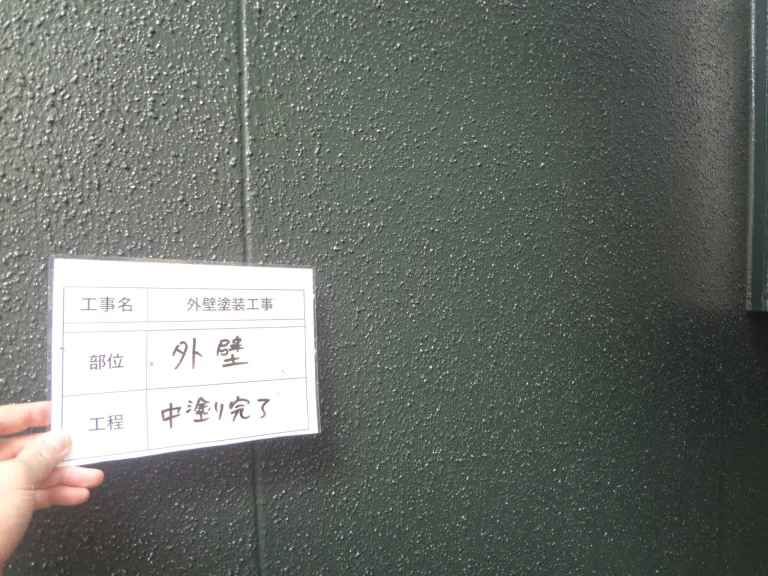 工事名 外壁塗装工事
部位 外壁
工程 中塗り完了